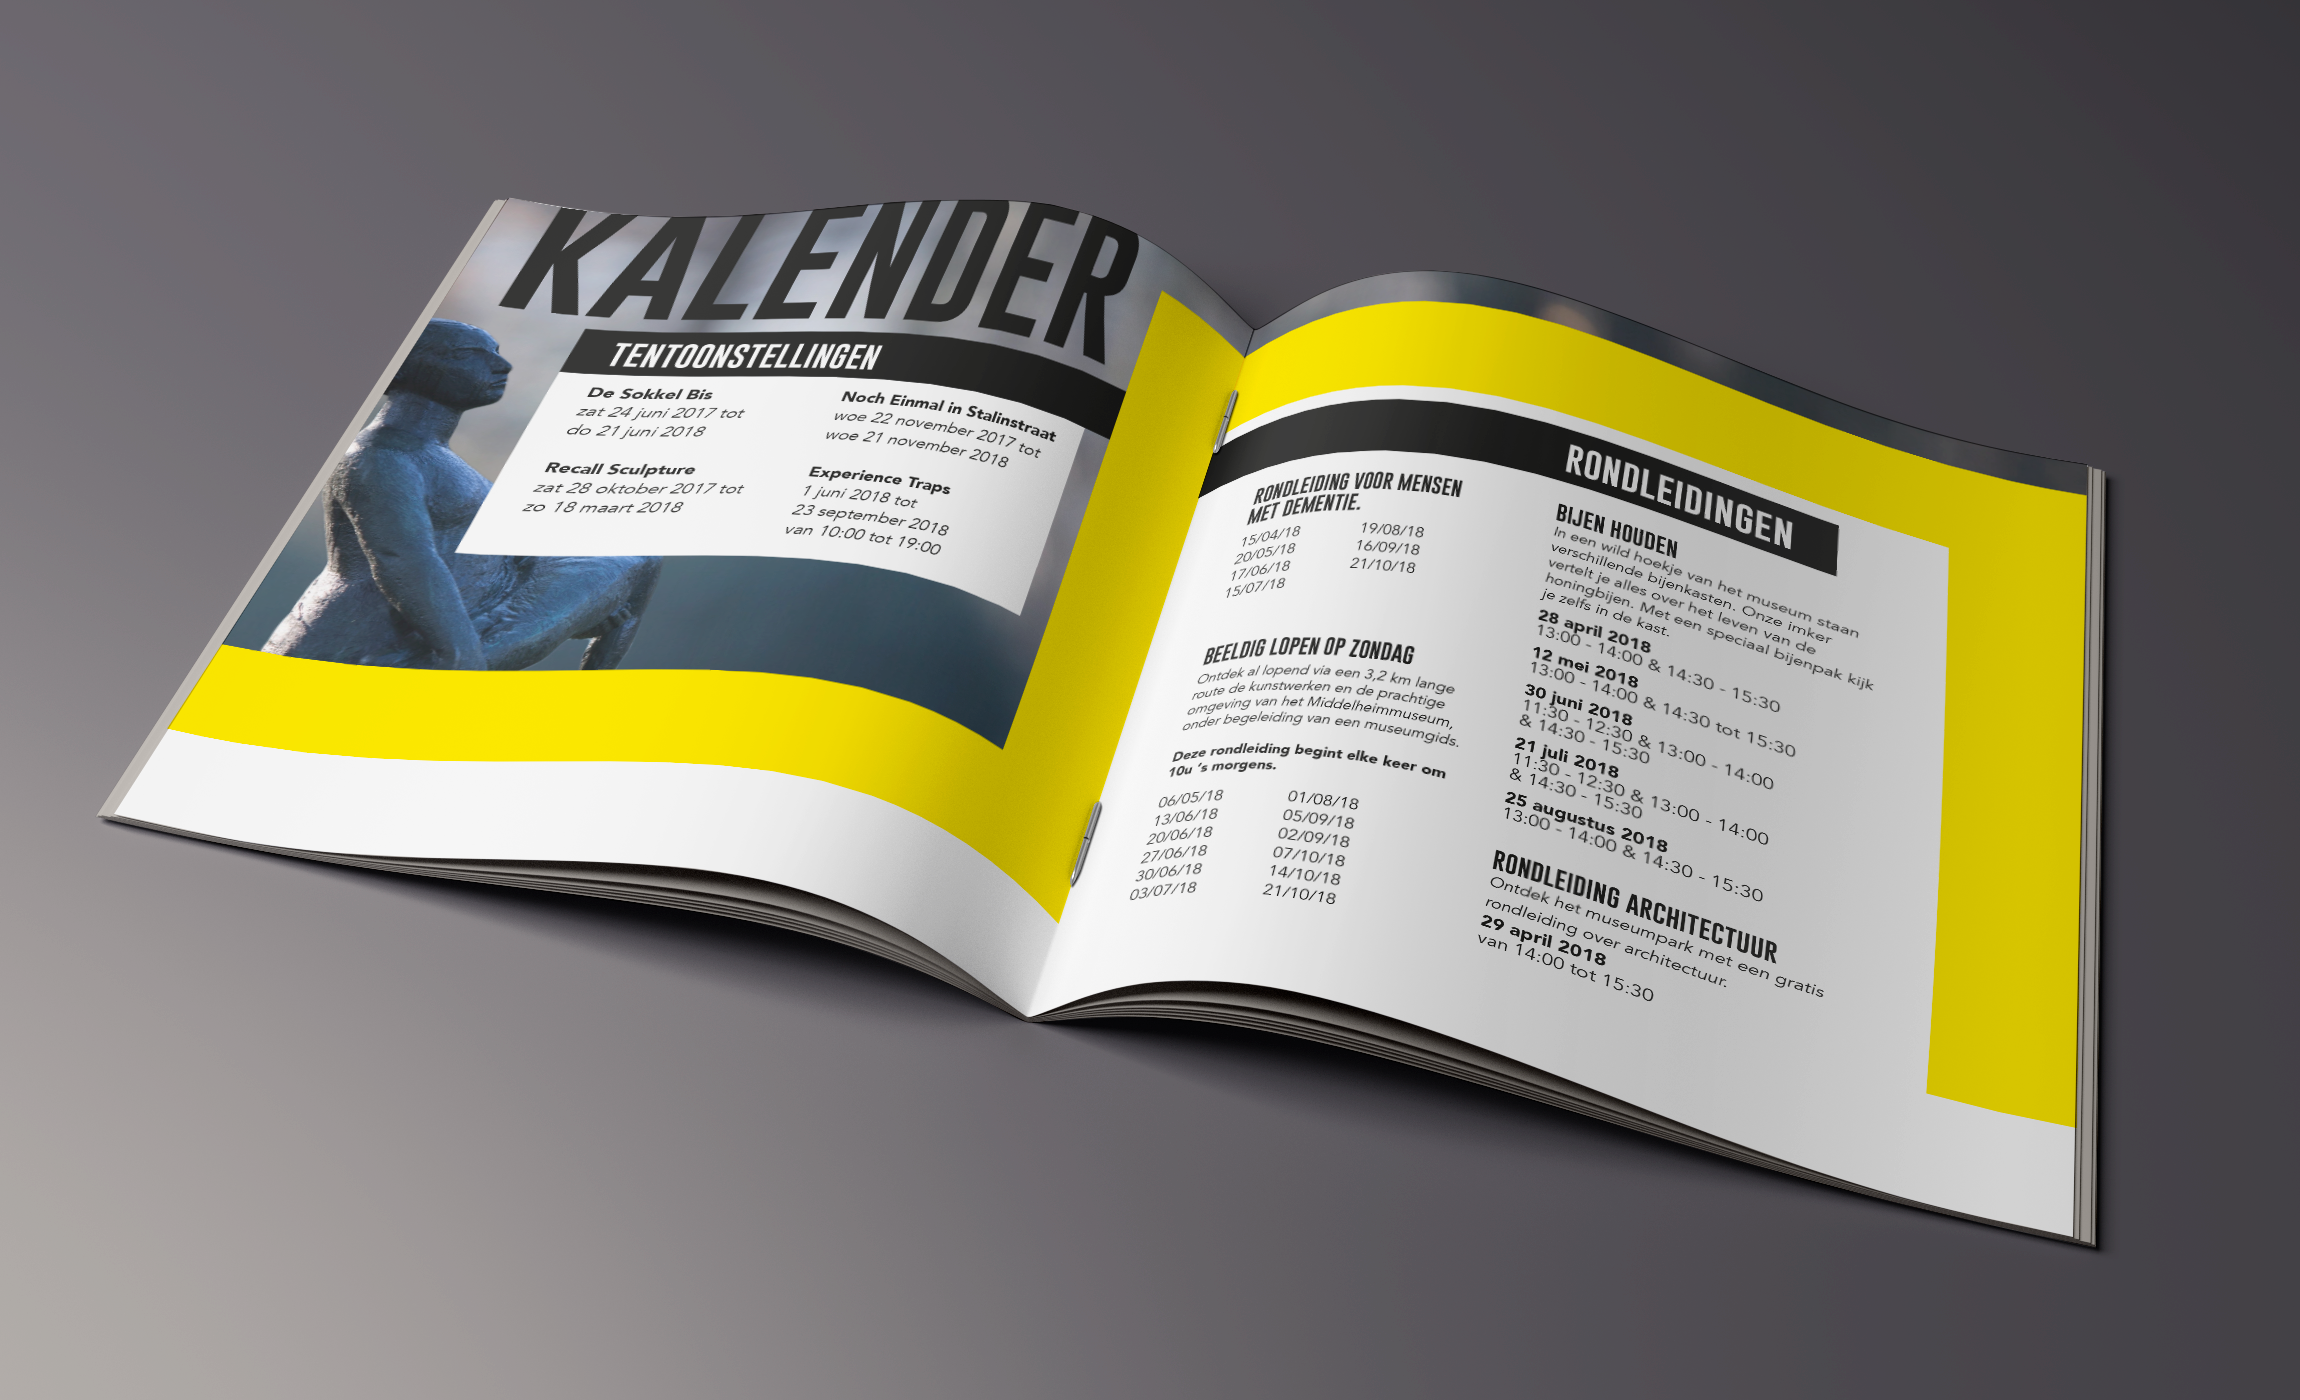 KALENDER
TENTOONSTELLINGEN
De Sokkel Bis
zat 24 juni 2017 tot
do 21 juni 2018
Recall Sculpture
zat 28 oktober 2017 tot
zo 18 maart 2018
Noch Einmal in Stalinstraat
woe 22 november 2017 tot
woe 21 november 2018
Experience Traps
1 juni 2018 tot
23 september 2018
van 10:00 tot 19:00
RONDLEIDINGEN
RONDLEIDING VOOR MENSEN
MET DEMENTIE.
15/04/18
20/05/18
17/06/18
15/07/18
19/08/18
16/09/18
21/10/18
BEELDIG LOPEN OP ZONDAG
Ontdek al lopend via een 3,2 km lange
route de kunstwerken en de prachtige
omgeving van het Middelheimmuseum,
onder begeleiding van een museumgids.
Deze rondleiding begint elke keer om
10u 's morgens.
06/05/18
13/06/18
20/06/18
27/06/18
30/06/18
03/07/18
01/08/18
05/09/18
02/09/18
07/10/18
14/10/18
21/10/18
BIJEN HOUDEN
In een wild hoekje van het museum staan
verschillende bijenkasten. Onze imker
vertelt je alles over het leven van de
honingbijen. Met een speciaal bijenpak kijk
je zelfs in de kast.
28 april 2018
13:00 - 14:00 & 14:30 - 15:30
12 mei 2018
13:00 - 14:00 & 14:30 tot 15:30
30 juni 2018
11:30 - 12:30 & 13:00 - 14:00
& 14:30 - 15:30
21 juli 2018
11:30 - 12:30 & 13:00 - 14:00
& 14:30 - 15:30
25 augustus 2018
13:00 - 14:00 & 14:30 - 15:30
RONDLEIDING ARCHITECTUUR
Ontdek het museumpark met een gratis
rondleiding over architectuur.
29 april 2018
van 14:00 tot 15:30